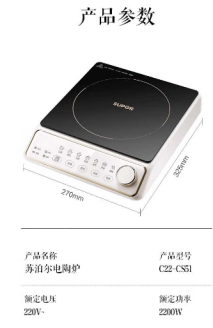 产品参数
SUPOR
270mm
325mm
产品名称
产品型号
苏泊尔电陶炉
C22-CS51
额定电压
额定功率
220V~
2200W